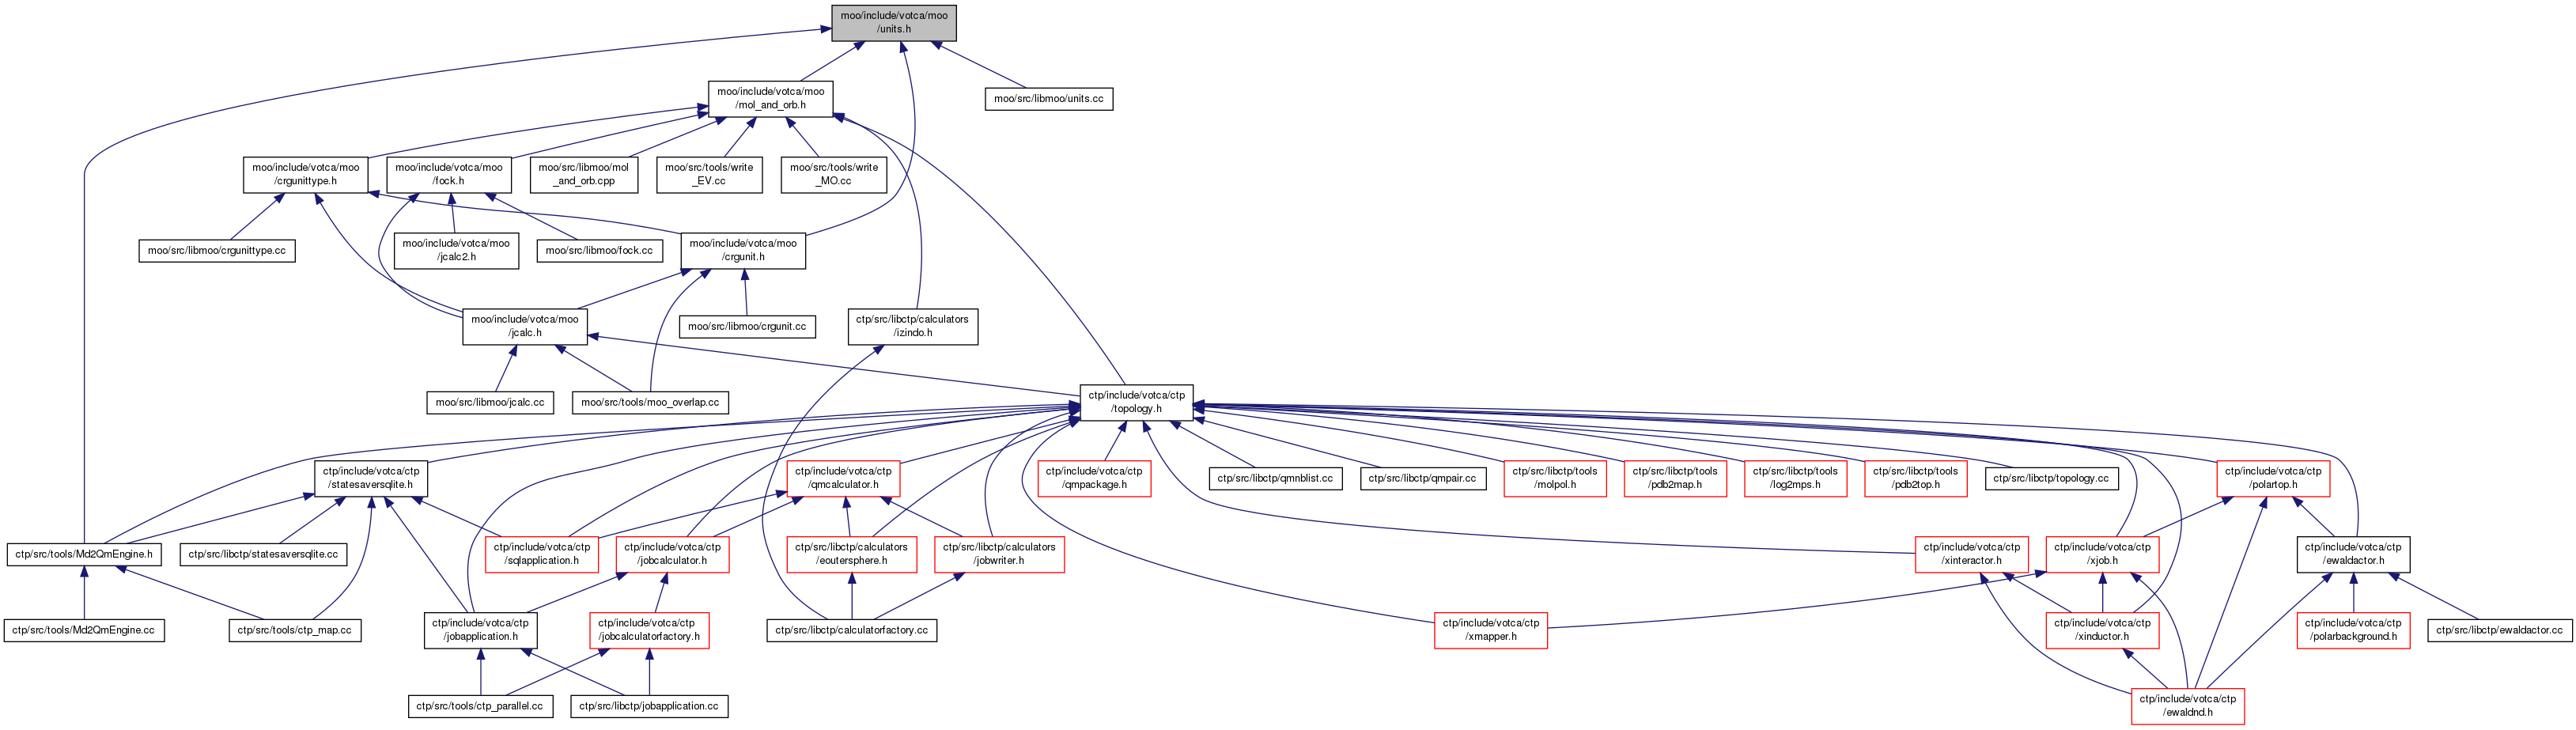 moo/include/votca/moo
/units.h
moo/include/votca/moo
/mol_and_orb.h
moo/src/libmoo/units.cc
moo/include/votca/moo
/crgunittype.h
moo/include/votca/moo
/fock.h
moo/src/libmoo/mol
_and_orb.cpp
moo/src/tools/write
_EV.cc
moo/src/tools/write
_MO.cc
moo/src/libmoo/crgunittype.cc
moo/include/votca/moo
/jcalc2.h
moo/src/libmoo/fock.cc
moo/include/votca/moo
/crgunit.h
moo/include/votca/moo
/jcalc.h
moo/src/libmoo/crgunit.cc
ctp/src/libctp/calculators
/izindo.h
moo/src/libmoo/jcalc.cc
moo/src/tools/moo_overlap.cc
ctp/include/votca/ctp
/topology.h
ctp/include/votca/ctp
/statesaversqlite.h
ctp/include/votca/ctp
/qmcalculator.h
ctp/include/votca/ctp
/qmpackage.h
ctp/src/libctp/qmnblist.cc
ctp/src/libctp/qmpair.cc
ctp/src/libctp/tools
/molpol.h
ctp/src/libctp/tools
/pdb2map.h
ctp/src/libctp/tools
/log2mps.h
ctp/src/libctp/tools
/pdb2top.h
ctp/src/libctp/topology.cc
ctp/include/votca/ctp
/polartop.h
ctp/src/tools/Md2QmEngine.h
ctp/src/libctp/statesaversqlite.cc
ctp/include/votca/ctp
/sqlapplication.h
ctp/include/votca/ctp
/jobcalculator.h
ctp/src/libctp/calculators
/eoutersphere.h
ctp/src/libctp/calculators
/jobwriter.h
ctp/include/votca/ctp
/xinteractor.h
ctp/include/votca/ctp
/xjob.h
ctp/include/votca/ctp
/ewaldactor.h
ctp/src/tools/Md2QmEngine.cc
ctp/src/tools/ctp_map.cc
ctp/include/votca/ctp
/jobapplication.h
ctp/include/votca/ctp
/jobcalculatorfactory.h
ctp/src/libctp/calculatorfactory.cc
ctp/include/votca/ctp
/xmapper.h
ctp/include/votca/ctp
/xinductor.h
ctp/include/votca/ctp
/polarbackground.h
ctp/src/libctp/ewaldactor.cc
ctp/src/tools/ctp_parallel.cc
ctp/src/libctp/jobapplication.cc
ctp/include/votca/ctp
/ewaldnd.h